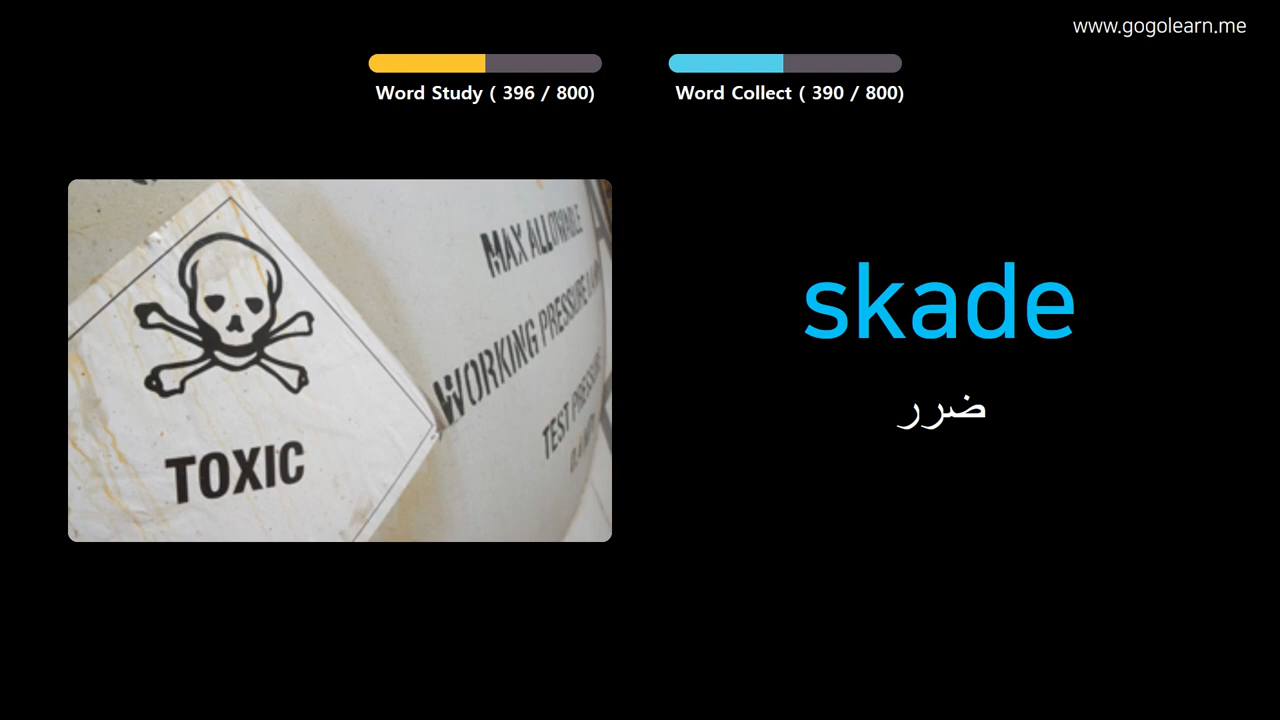 www.gogolearn.me
Word Study ( 396 / 800)
Word Collect ( 390 / 800)
MAX ALLOWABLE
WORKING PRESSURE
TEST PRESSURE
TOXIC
skade
ضرر